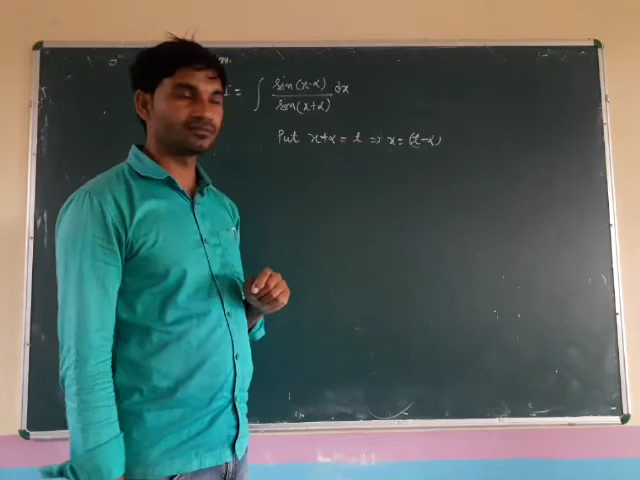 I = ∫ sin(x-α)/sin(x+α) dx
Put x+α = t ⇒ x = (t-α)